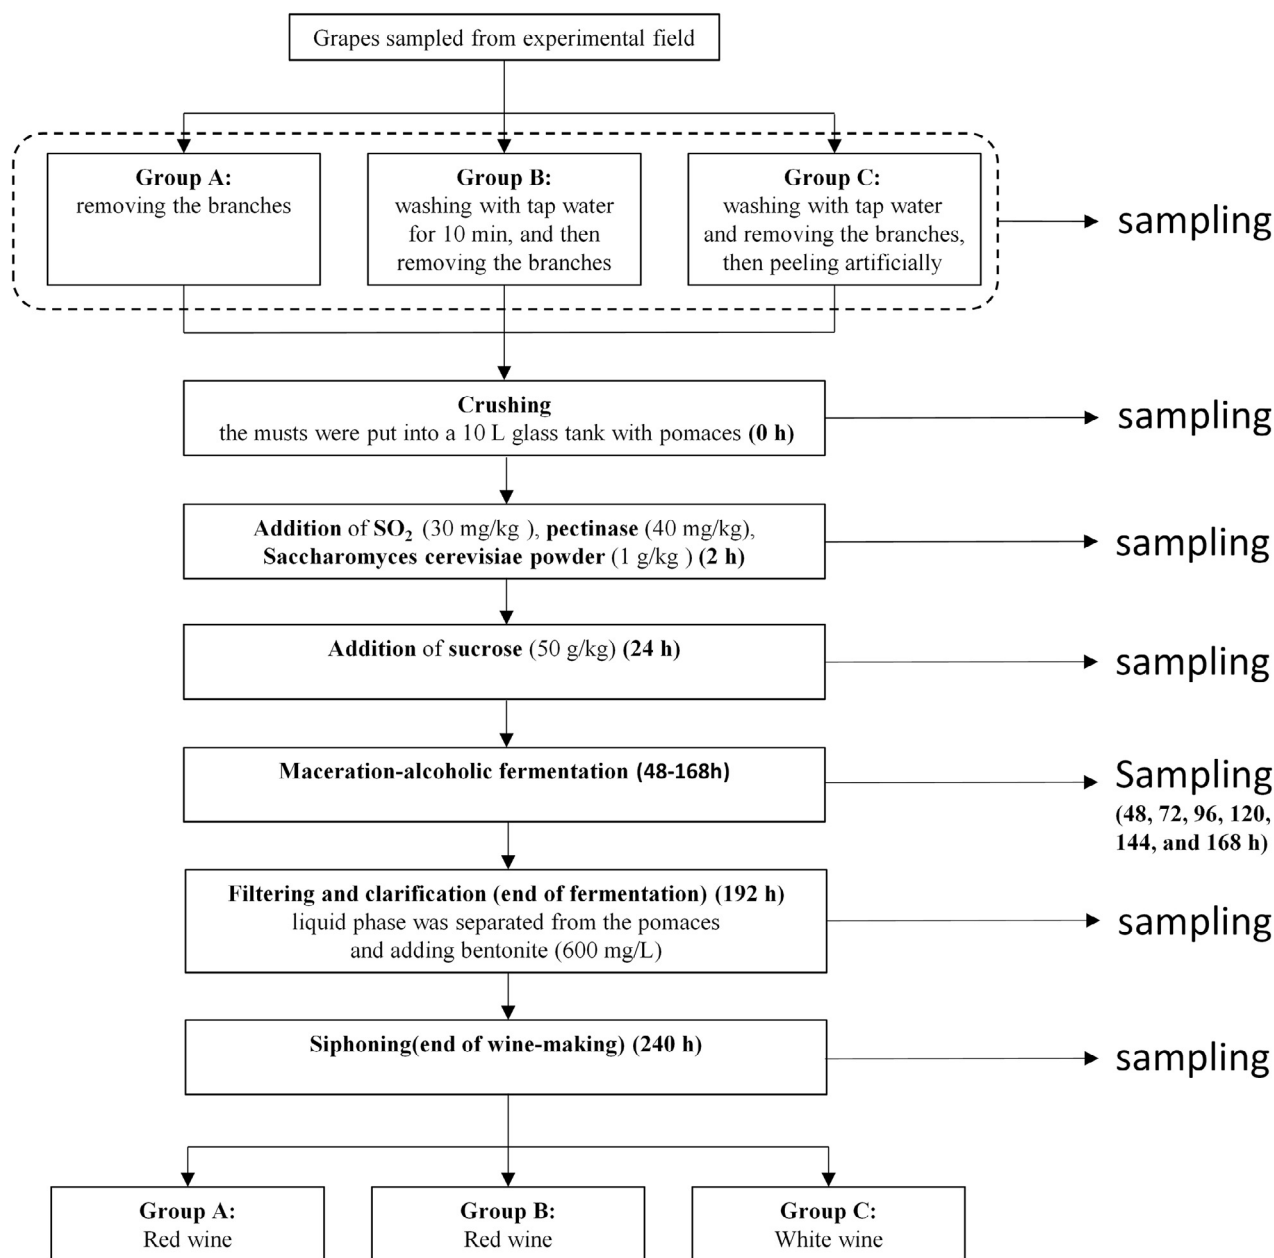 Grapes sampled from experimental field
Group A:
removing the branches
Group B:
washing with tap water
for 10 min, and then
removing the branches
Group C:
washing with tap water
and removing the branches,
then peeling artificially
sampling
Crushing
the musts were put into a 10 L glass tank with pomaces (0 h)
sampling
Addition of SO₂ (30 mg/kg ), pectinase (40 mg/kg),
Saccharomyces cerevisiae powder (1 g/kg ) (2 h)
sampling
Addition of sucrose (50 g/kg) (24 h)
sampling
Maceration-alcoholic fermentation (48-168h)
Sampling
(48, 72, 96, 120,
144, and 168 h)
Filtering and clarification (end of fermentation) (192 h)
liquid phase was separated from the pomaces
and adding bentonite (600 mg/L)
sampling
Siphoning(end of wine-making) (240 h)
sampling
Group A:
Red wine
Group B:
Red wine
Group C:
White wine